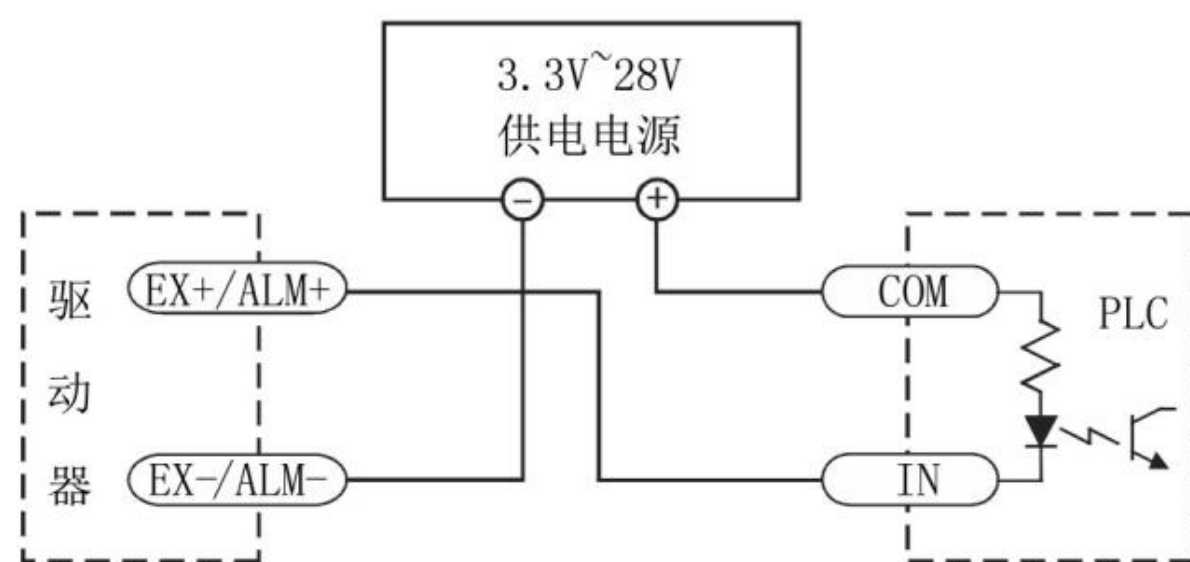 3.3V~28V
供电电源
− +
驱动器
EX+/ALM+
EX-/ALM-
COM
IN
PLC